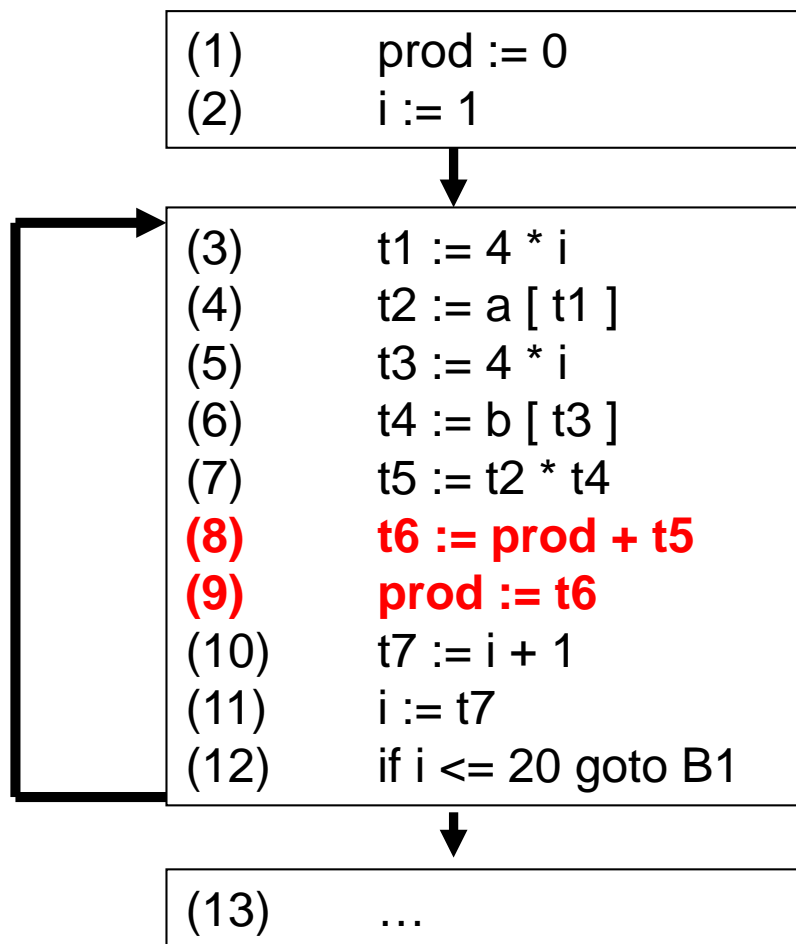 (1) prod := 0
(2) i := 1
(3) t1 := 4 * i
(4) t2 := a [ t1 ]
(5) t3 := 4 * i
(6) t4 := b [ t3 ]
(7) t5 := t2 * t4
(8) t6 := prod + t5
(9) prod := t6
(10) t7 := i + 1
(11) i := t7
(12) if i <= 20 goto B1
(13) …